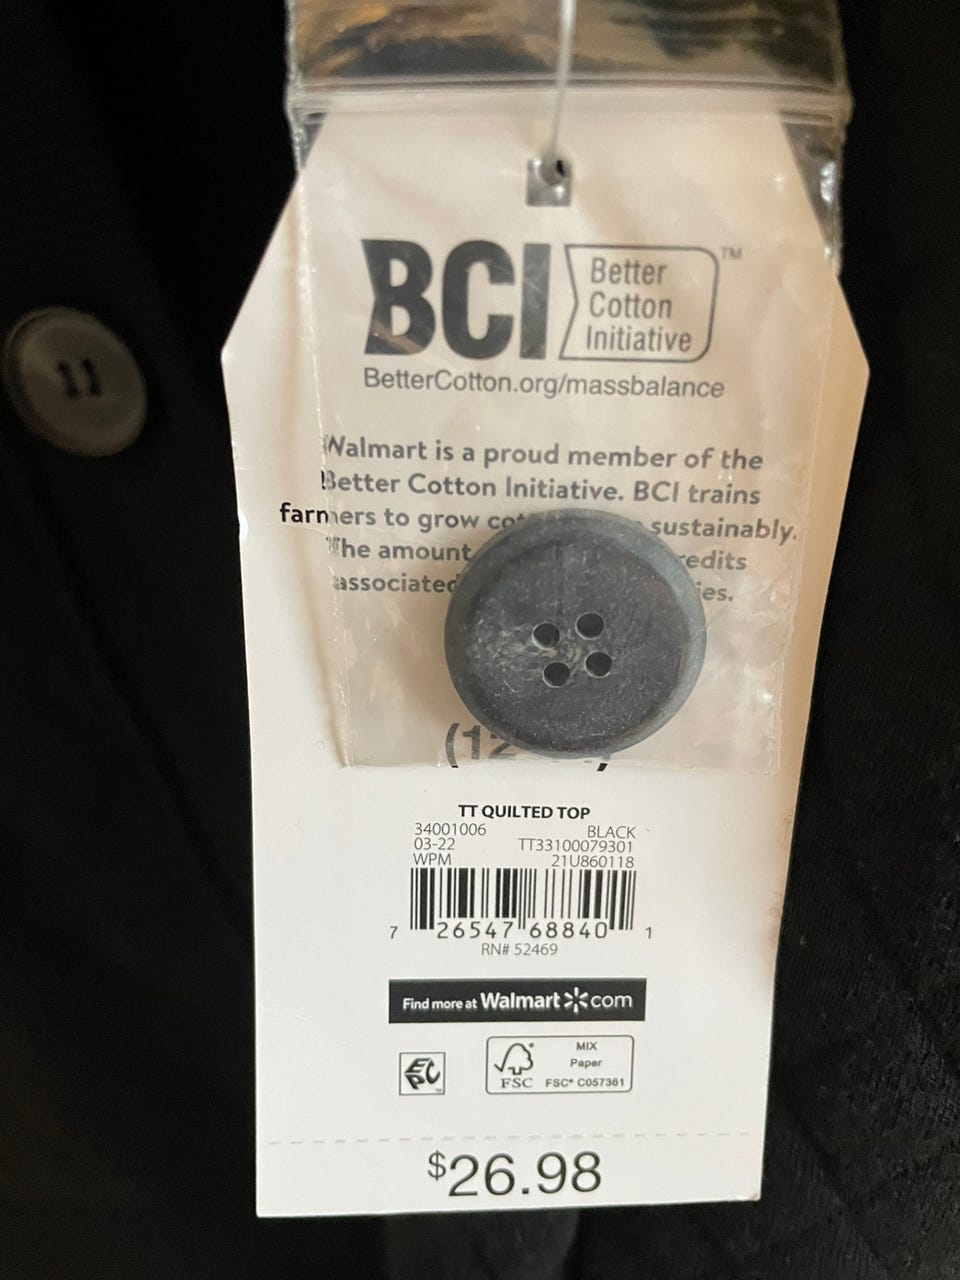 BCI Better
Cotton
Initiative ™
BetterCotton.org/massbalance
Walmart is a proud member of the
Better Cotton Initiative. BCI trains
farmers to grow sustainably.
The amount
associated
TT QUILTED TOP
34001006 BLACK
03-22 TT33100079301
WPM 21U860118
7 26547 68840 1
RN# 52469
Find more at Walmart com
EPC
MIX
Paper
FSC FSC® C057361
$26.98